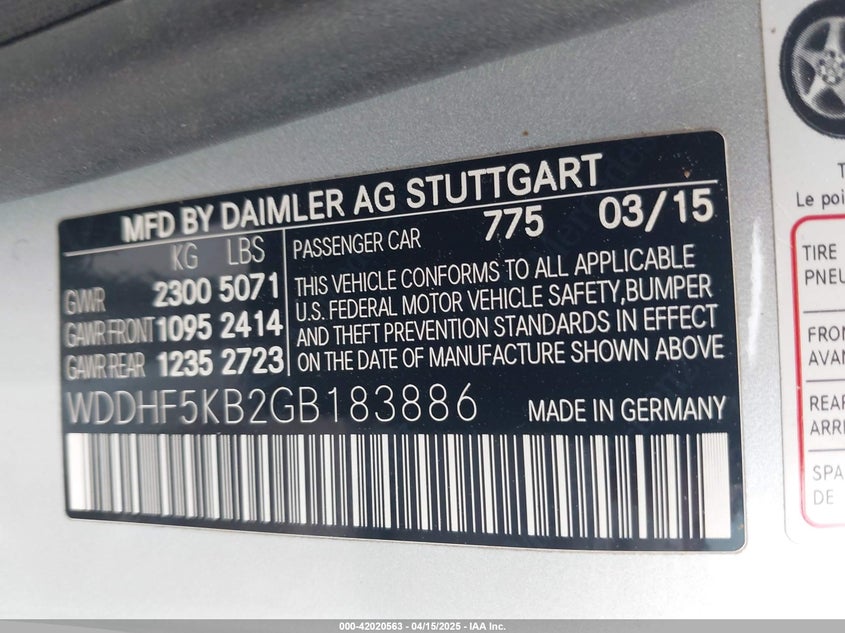 MFD BY DAIMLER AG STUTTGART
KG LBS
GVWR 2300 5071
GAWR FRONT 1095 2414
GAWR REAR 1235 2723
PASSENGER CAR 775 03/15
THIS VEHICLE CONFORMS TO ALL APPLICABLE
U.S. FEDERAL MOTOR VEHICLE SAFETY,BUMPER
AND THEFT PREVENTION STANDARDS IN EFFECT
ON THE DATE OF MANUFACTURE SHOWN ABOVE
WDDHF5KB2GB183886 MADE IN GERMANY
T
Le poi
TIRE
PNEU
FRON
AVAN
REAR
ARRI
SPA
DE
000-42020563 - 04/15/2025 - IAA Inc.